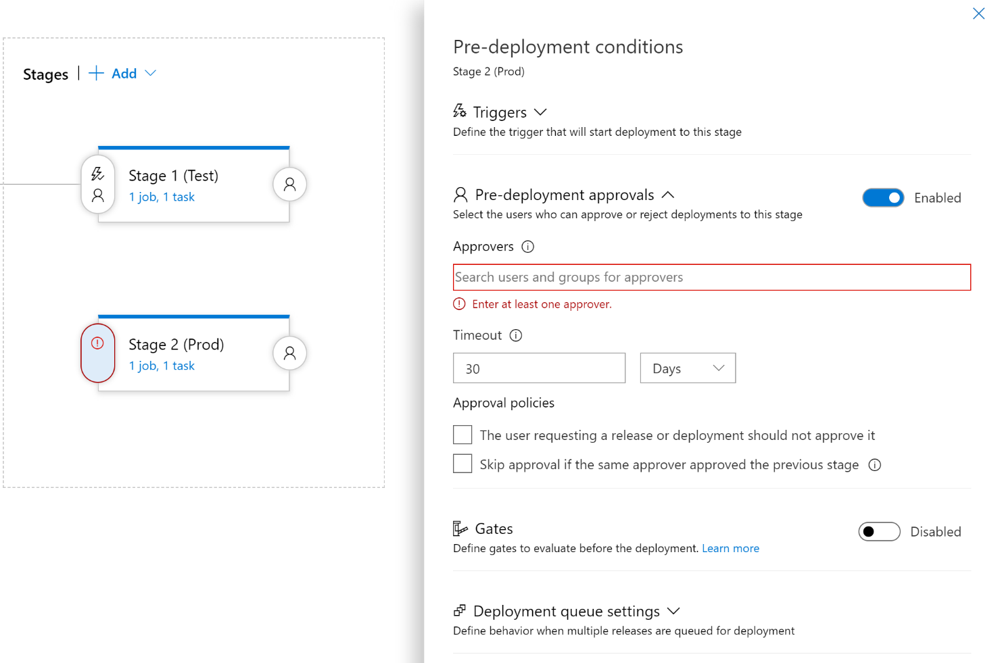 Stages | + Add
Stage 1 (Test)
1 job, 1 task
Stage 2 (Prod)
1 job, 1 task
Pre-deployment conditions
Stage 2 (Prod)
Triggers
Define the trigger that will start deployment to this stage
Pre-deployment approvals
Enabled
Select the users who can approve or reject deployments to this stage
Approvers
Search users and groups for approvers
Enter at least one approver.
Timeout
30
Days
Approval policies
The user requesting a release or deployment should not approve it
Skip approval if the same approver approved the previous stage
Gates
Disabled
Define gates to evaluate before the deployment. Learn more
Deployment queue settings
Define behavior when multiple releases are queued for deployment